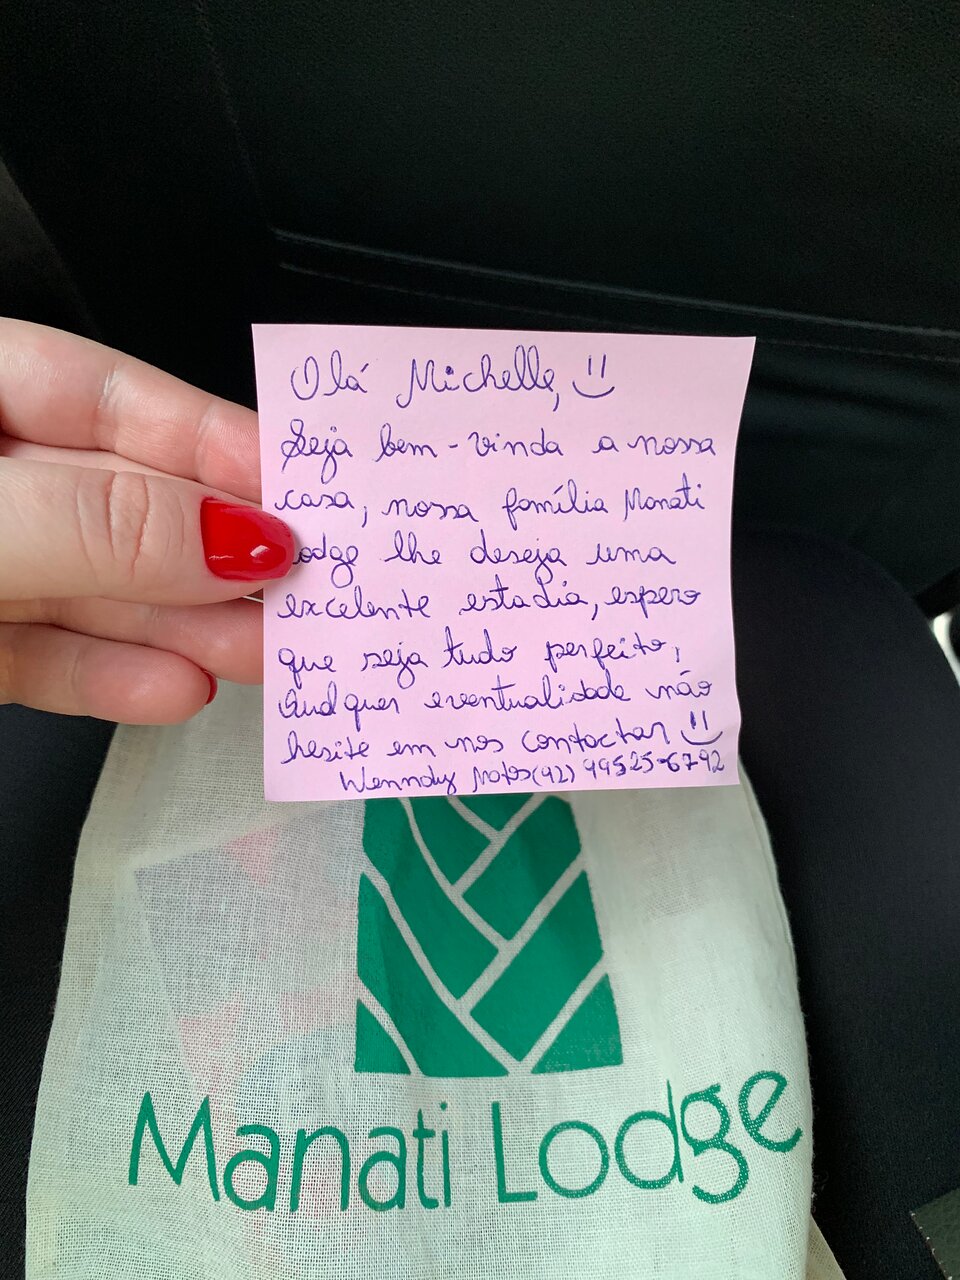 Olá Michelle,
Seja bem-vinda a nossa
casa, nossa família Manati
Lodge lhe deseja uma
excelente estadia, espero
que seja tudo perfeito,
Qualquer eventualidade não
hesite em nos contactar
Wenndy Matos (92) 99525-6792
Manati Lodge